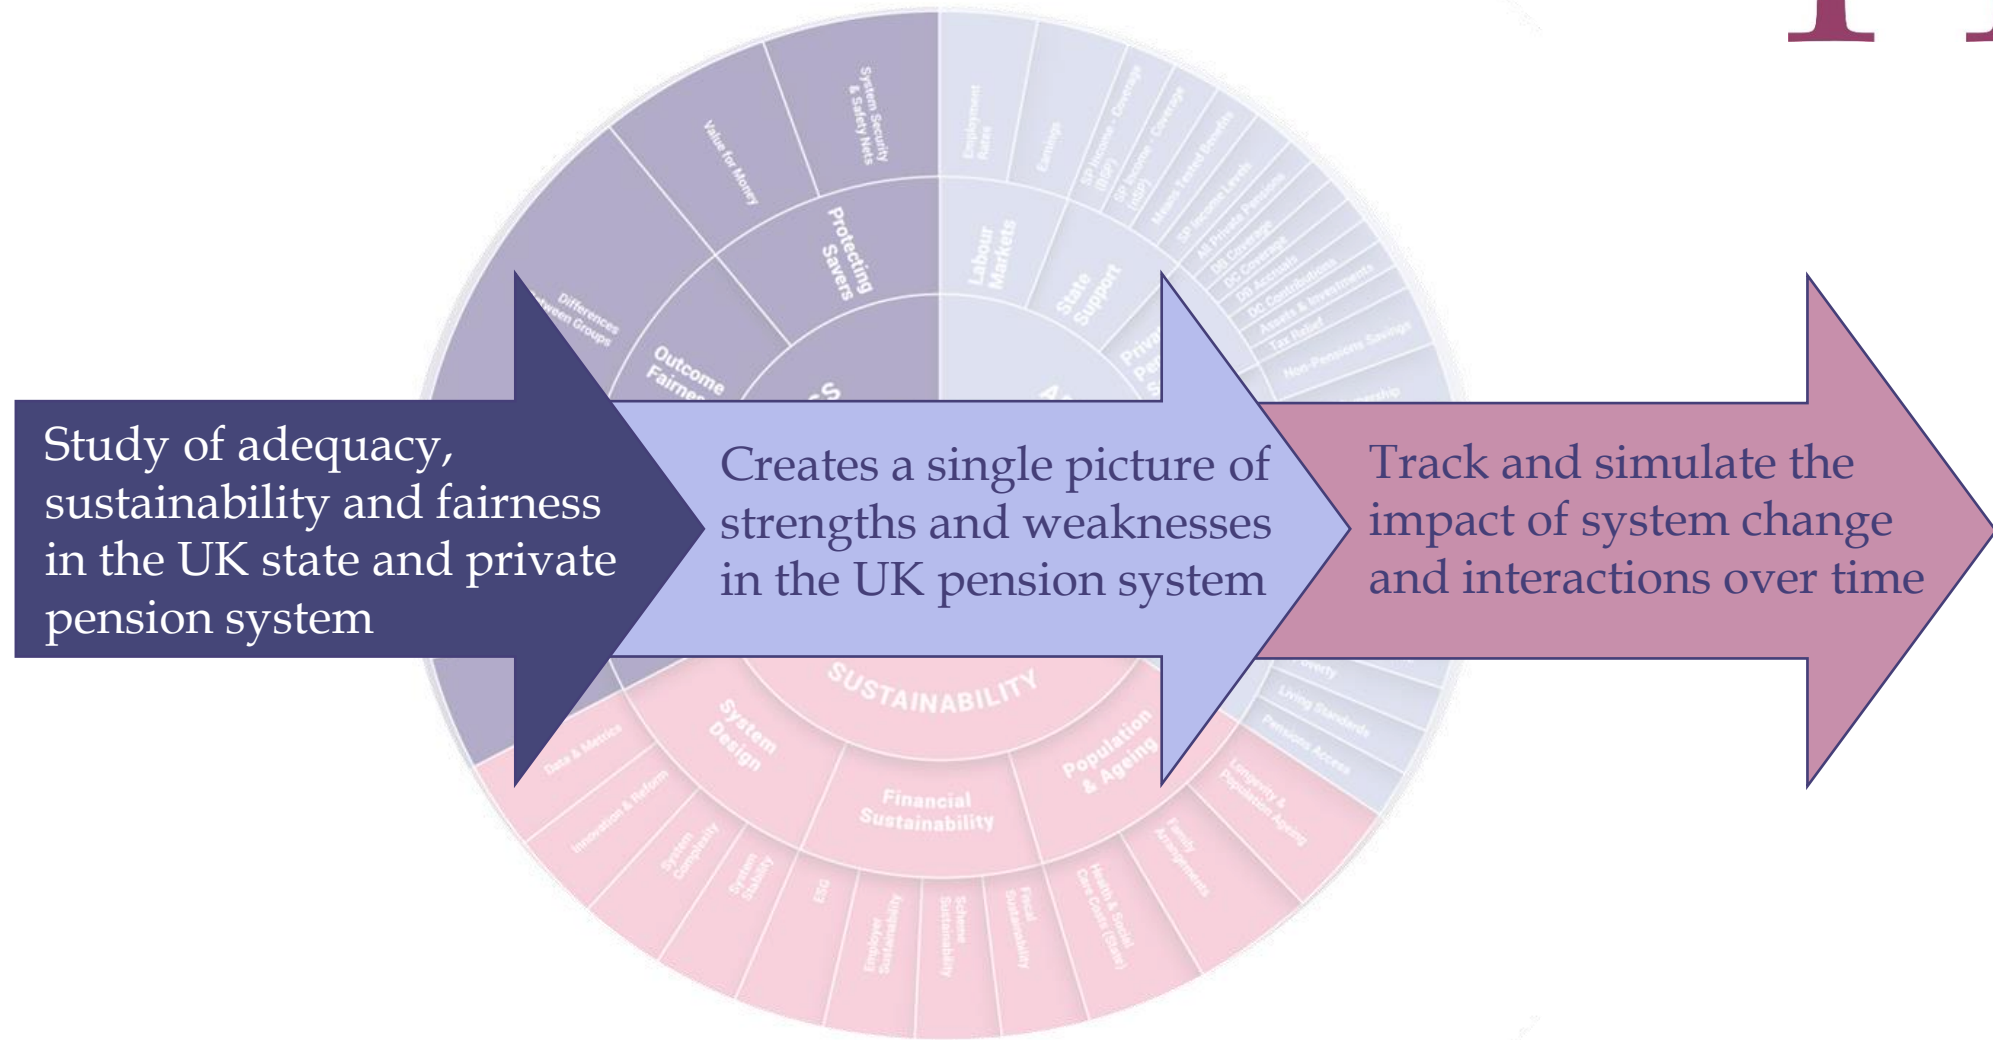 Study of adequacy,
sustainability and fairness
in the UK state and private
pension system
Creates a single picture of
strengths and weaknesses
in the UK pension system
Track and simulate the
impact of system change
and interactions over time
System Security
& Safety Nets
Value for Money
Differences
Between Groups
Protecting
Savers
Outcome
Employment
Rates
Earnings
SP Income - Coverage
(BSP)
SP Income - Coverage
(nSP)
Means Tested Benefits
SP Income Levels
All Private Pensions
DB Coverage
DC Coverage
DB Accruals
DC Contributions
Assets & Investments
Tax Relief
Non-Pensions Savings
Labour
Markets
State
Support
Living Standards
Pensions Access
SUSTAINABILITY
System
Design
Financial
Sustainability
Population
& Ageing
Data & Metrics
Innovation & Reform
System
Complexity
System
Stability
ESG
Employer
Sustainability
Scheme
Sustainability
Fiscal
Sustainability
Health & Social
Care Costs (State)
Family
Arrangements
Longevity &
Population Ageing